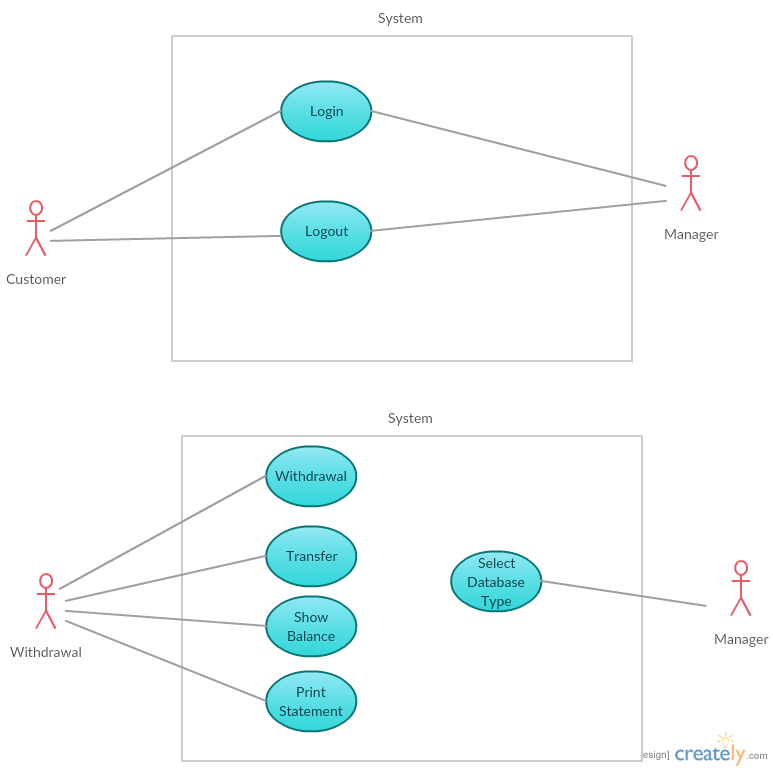 System
Login
Logout
Customer
Manager
System
Withdrawal
Transfer
Show
Balance
Print
Statement
Select
Database
Type
Withdrawal
Manager
esign]
creately.com